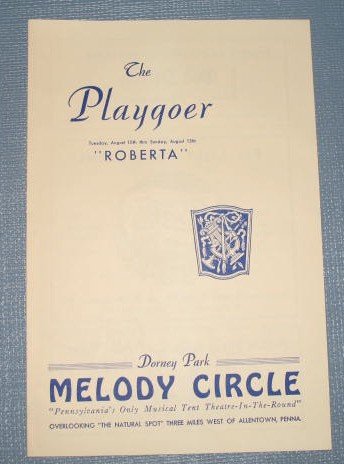 The
Playgoer
Tuesday, August 10th thru Sunday, August 15th
"ROBERTA"
Dorney Park
MELODY CIRCLE
"Pennsylvania's Only Musical Tent Theatre-In-The-Round"
OVERLOOKING "THE NATURAL SPOT" THREE MILES WEST OF ALLENTOWN, PENNA.